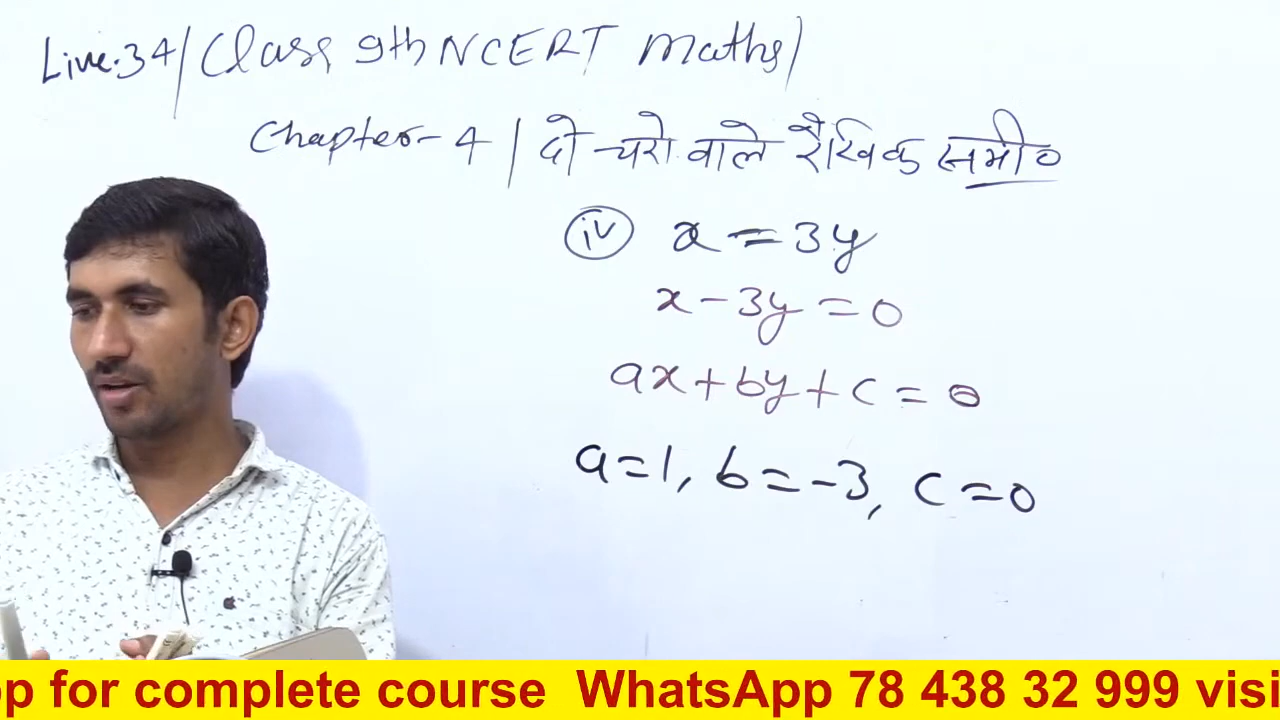 Live.34/(Class 9th NCERT Maths)
Chapter-4/दो चरो वाले रैखिक समी०
(iv) x = 3y
x - 3y = 0
ax + by + c = 0
a = 1, b = -3, c = 0
op for complete course WhatsApp 78 438 32 999 visi